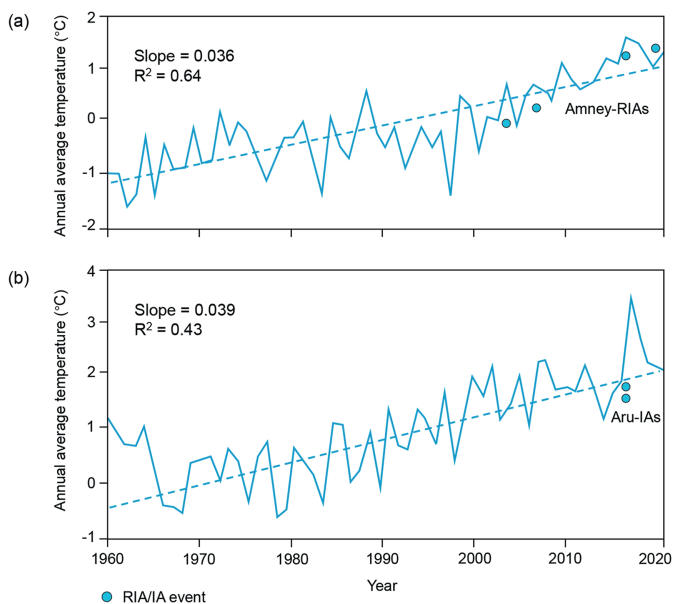 (a)
Annual average temperature (°C)
2
1
0
-1
-2
Slope = 0.036
R² = 0.64
Amney-RIAs
(b)
Annual average temperature (°C)
4
3
2
1
0
-1
Slope = 0.039
R² = 0.43
Aru-IAs
1960 1970 1980 1990 2000 2010 2020
Year
RIA/IA event